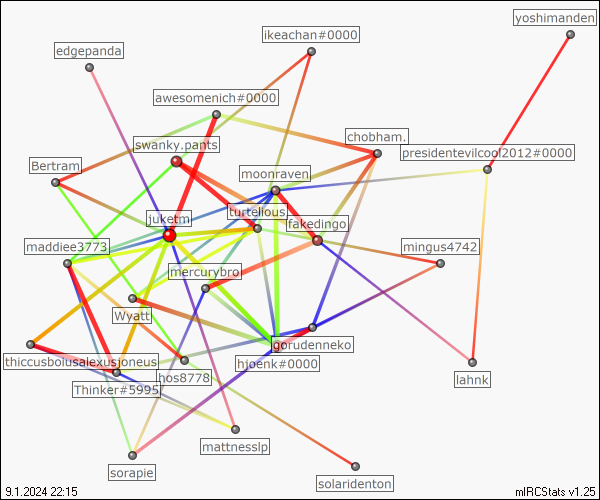 yoshimanden
ikeachan#0000
edgepanda
awesomenich#0000
chobham.
swanky.pants
presidentevilcool2012#0000
Bertram
moonraven
juketm
turtelious
fakedingo
maddiee3773
mingus4742
mercurybro
Wyatt
gorudenneko
thiccusboiusalexusjoneus
hjoenk#0000
hos8778
lahnk
Thinker#5995
mattnesslp
sorapie
solaridenton
9.1.2024 22:15
mIRCStats v1.25